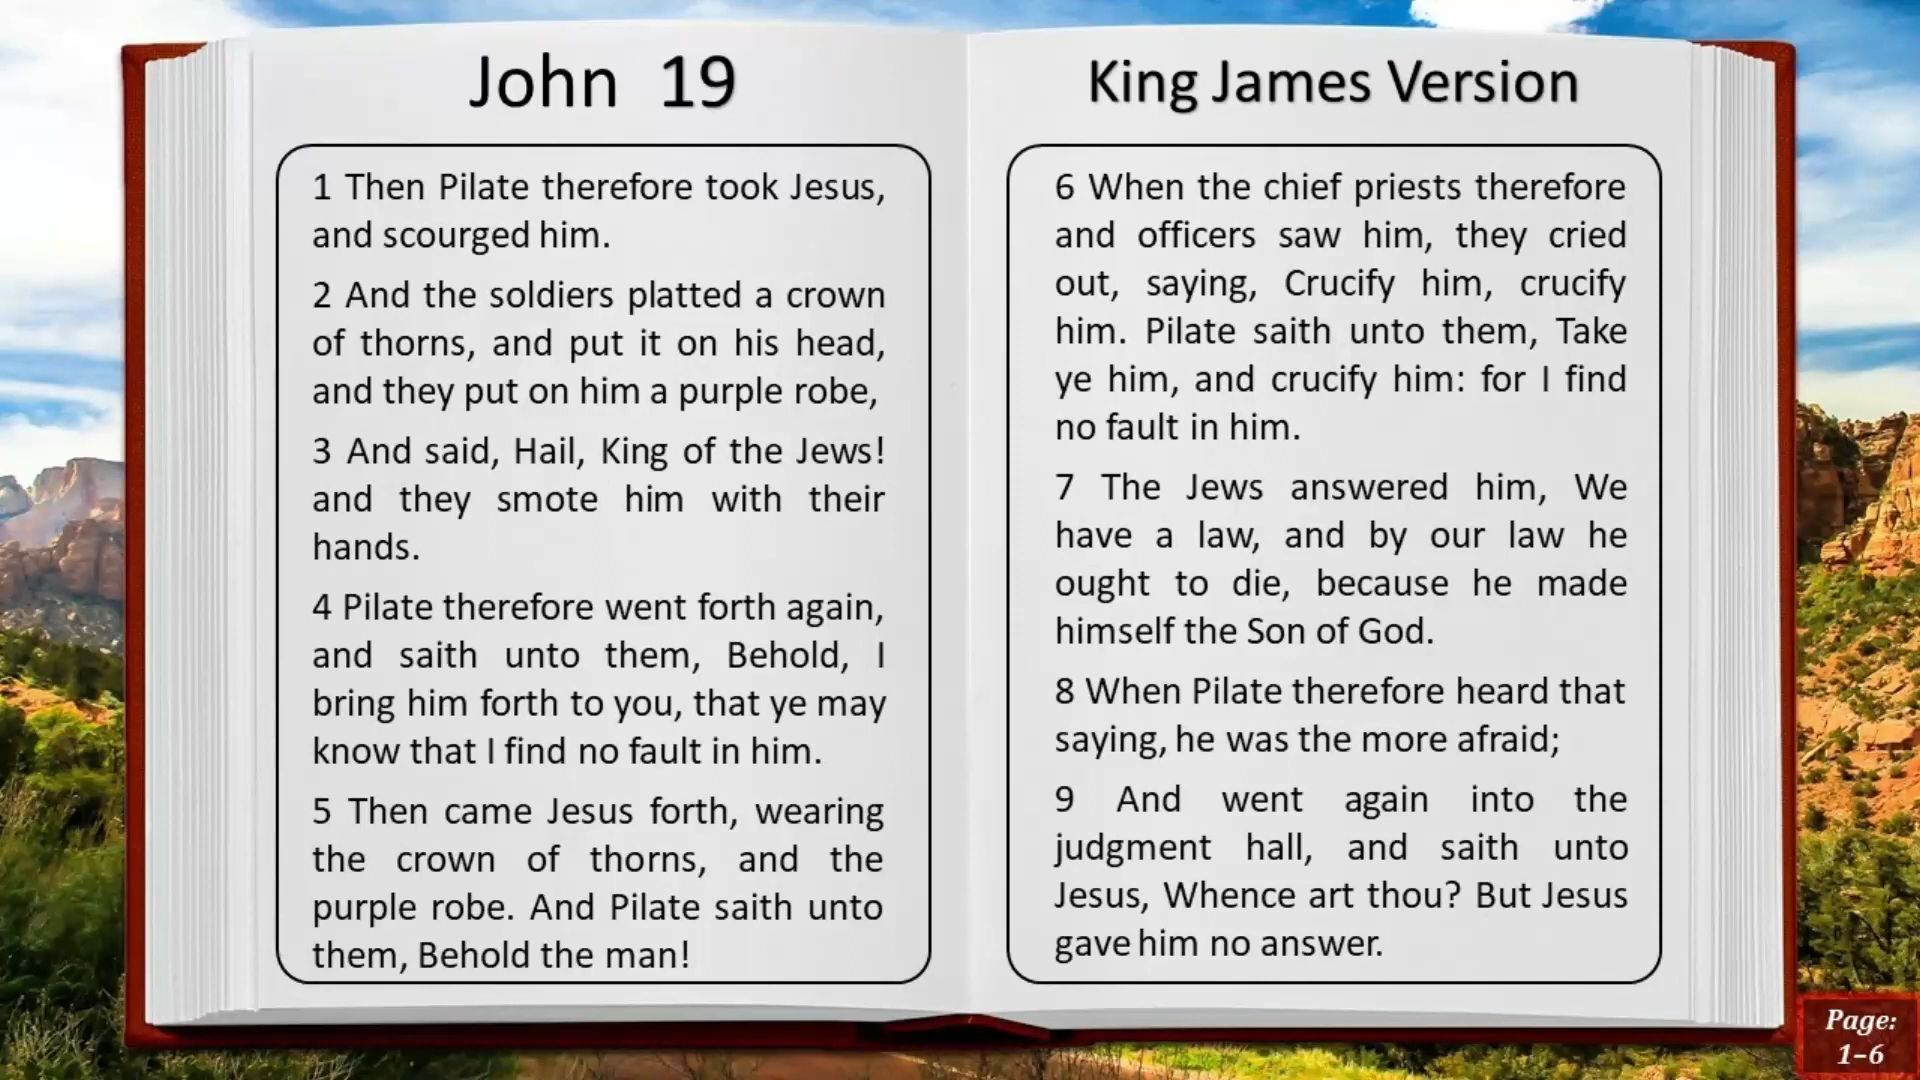 John 19
1 Then Pilate therefore took Jesus,
and scourged him.
2 And the soldiers platted a crown
of thorns, and put it on his head,
and they put on him a purple robe,
3 And said, Hail, King of the Jews!
and they smote him with their
hands.
4 Pilate therefore went forth again,
and saith unto them, Behold, I
bring him forth to you, that ye may
know that I find no fault in him.
5 Then came Jesus forth, wearing
the crown of thorns, and the
purple robe. And Pilate saith unto
them, Behold the man!
King James Version
6 When the chief priests therefore
and officers saw him, they cried
out, saying, Crucify him, crucify
him. Pilate saith unto them, Take
ye him, and crucify him: for I find
no fault in him.
7 The Jews answered him, We
have a law, and by our law he
ought to die, because he made
himself the Son of God.
8 When Pilate therefore heard that
saying, he was the more afraid;
9 And went again into the
judgment hall, and saith unto
Jesus, Whence art thou? But Jesus
gave him no answer.
Page:
1–6